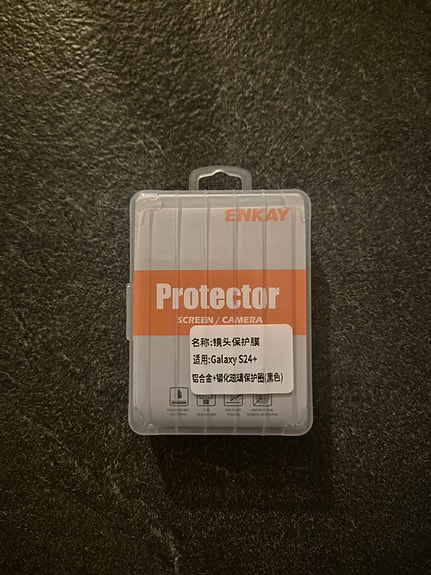 ENKAY
Protector
SCREEN / CAMERA
名称:镜头保护膜
适用:Galaxy S24+
铝合金+钢化玻璃保护圈(黑色)